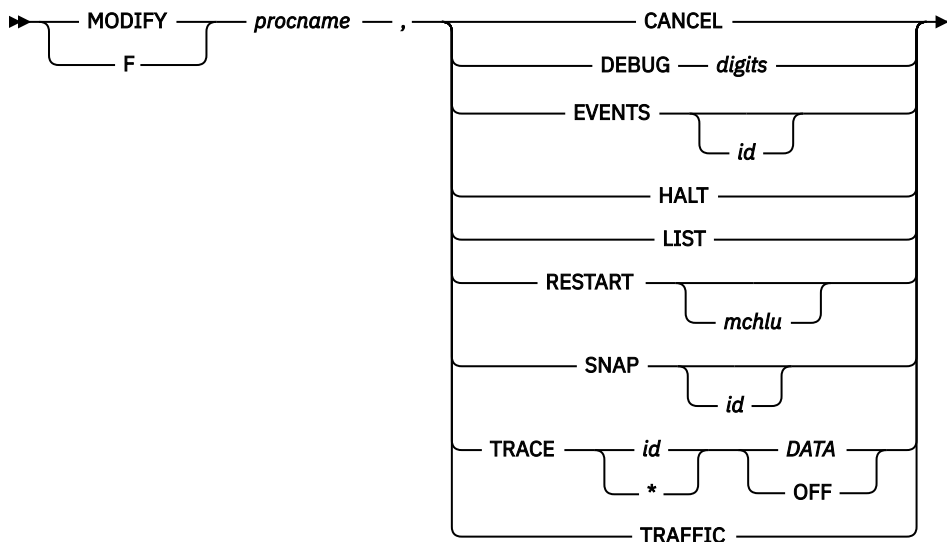 MODIFY procname , CANCEL
F
DEBUG digits
EVENTS
id
HALT
LIST
RESTART
mchlu
SNAP
id
TRACE id DATA
* OFF
TRAFFIC